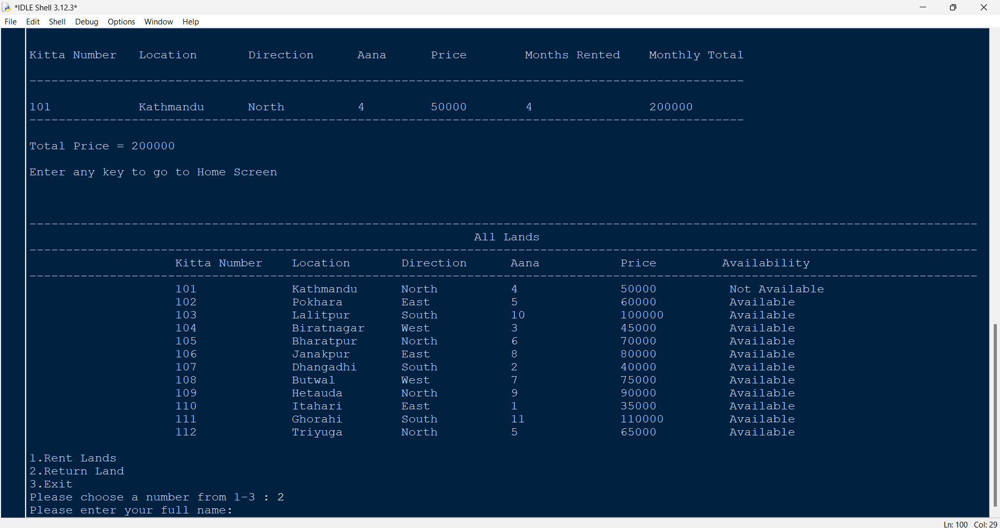 *IDLE Shell 3.12.3*
File Edit Shell Debug Options Window Help
Kitta Number Location Direction Aana Price Months Rented Monthly Total
101 Kathmandu North 4 50000 4 200000
Total Price = 200000
Enter any key to go to Home Screen
All Lands
Kitta Number Location Direction Aana Price Availability
101 Kathmandu North 4 50000 Not Available
102 Pokhara East 5 60000 Available
103 Lalitpur South 10 100000 Available
104 Biratnagar West 3 45000 Available
105 Bharatpur North 6 70000 Available
106 Janakpur East 8 80000 Available
107 Dhangadhi South 2 40000 Available
108 Butwal West 7 75000 Available
109 Hetauda North 9 90000 Available
110 Itahari East 1 35000 Available
111 Ghorahi South 11 110000 Available
112 Triyuga North 5 65000 Available
1.Rent Lands
2.Return Land
3.Exit
Please choose a number from 1-3 : 2
Please enter your full name:
Ln: 100 Col: 29